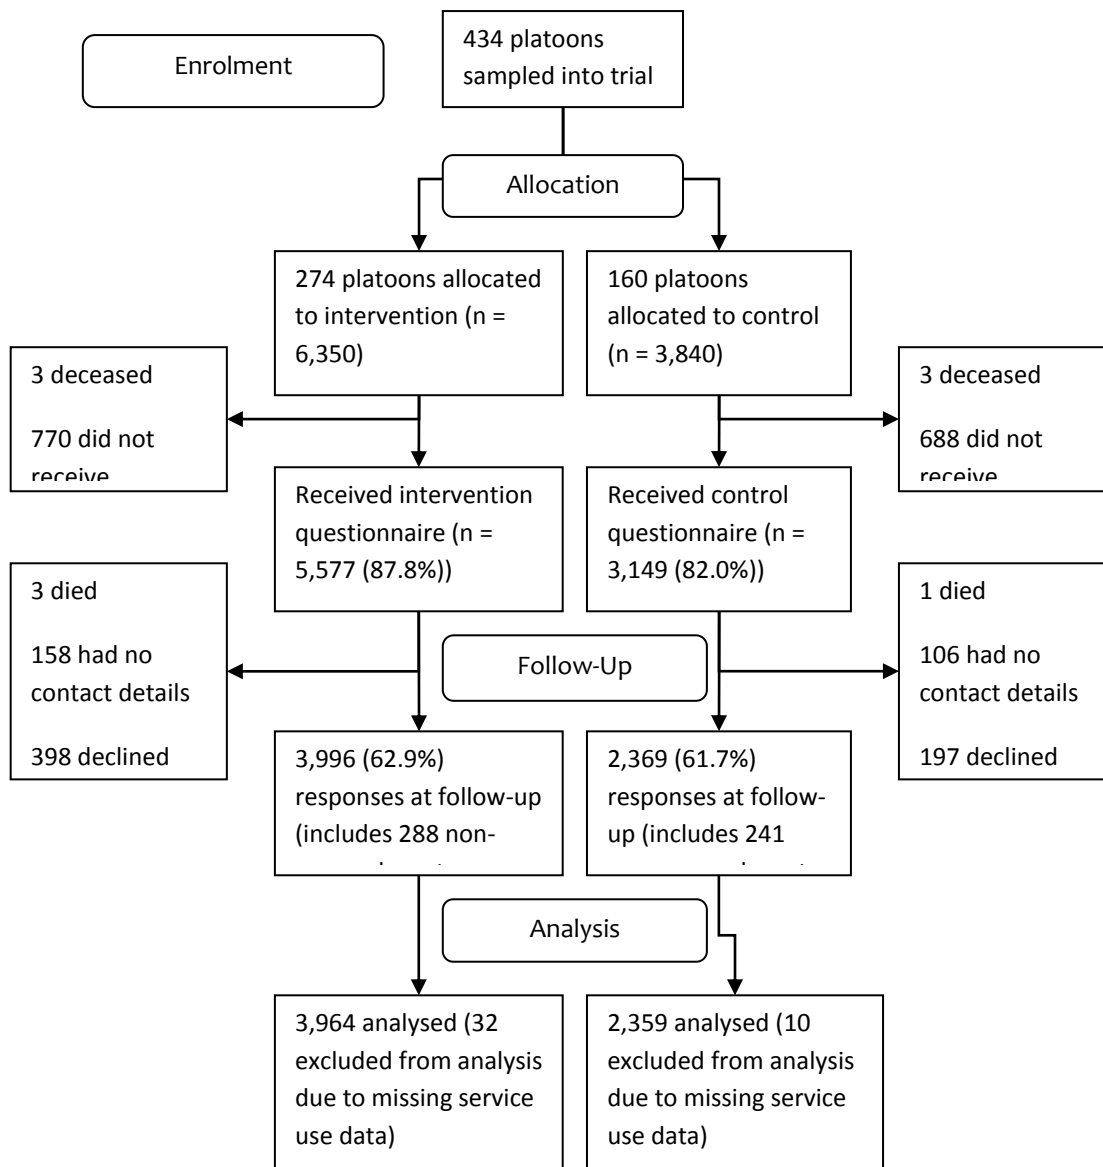 434 platoons
sampled into trial
Enrolment
Allocation
274 platoons allocated
to intervention (n =
6,350)
160 platoons
allocated to control
(n = 3,840)
3 deceased
770 did not
receive
3 deceased
688 did not
receive
Received intervention
questionnaire (n =
5,577 (87.8%))
Received control
questionnaire (n =
3,149 (82.0%))
3 died
158 had no
contact details
398 declined
1 died
106 had no
contact details
197 declined
Follow-Up
3,996 (62.9%)
responses at follow-up
(includes 288 non-
2,369 (61.7%)
responses at follow-
up (includes 241
Analysis
3,964 analysed (32
excluded from analysis
due to missing service
use data)
2,359 analysed (10
excluded from analysis
due to missing service
use data)